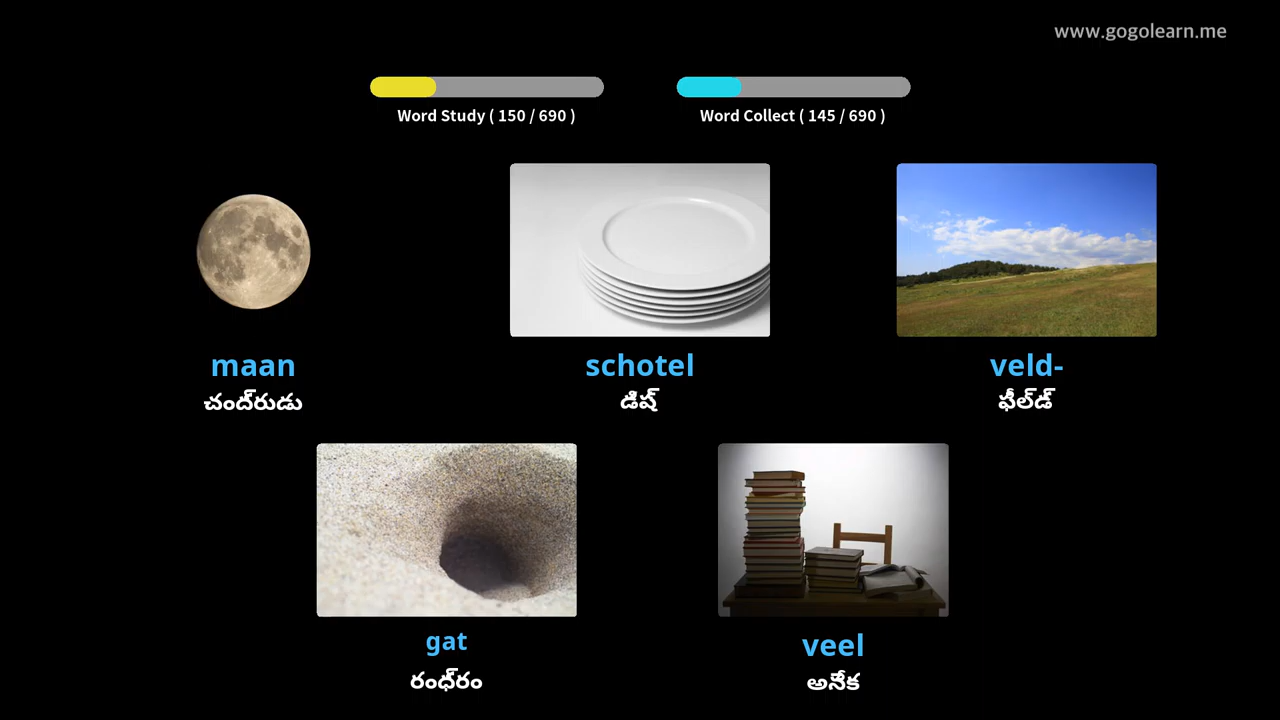 www.gogolearn.me
Word Study ( 150 / 690 )
Word Collect ( 145 / 690 )
maan
చంద్రుడు
schotel
డిష్
veld-
ఫీల్డ్
gat
రంధ్రం
veel
అనేక